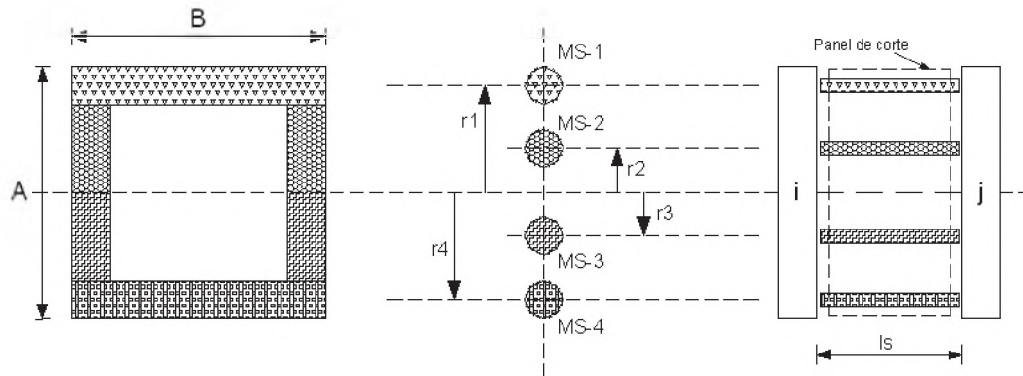 B
A
MS-1
MS-2
MS-3
MS-4
r1
r2
r3
r4
Panel de corte
i
j
ls